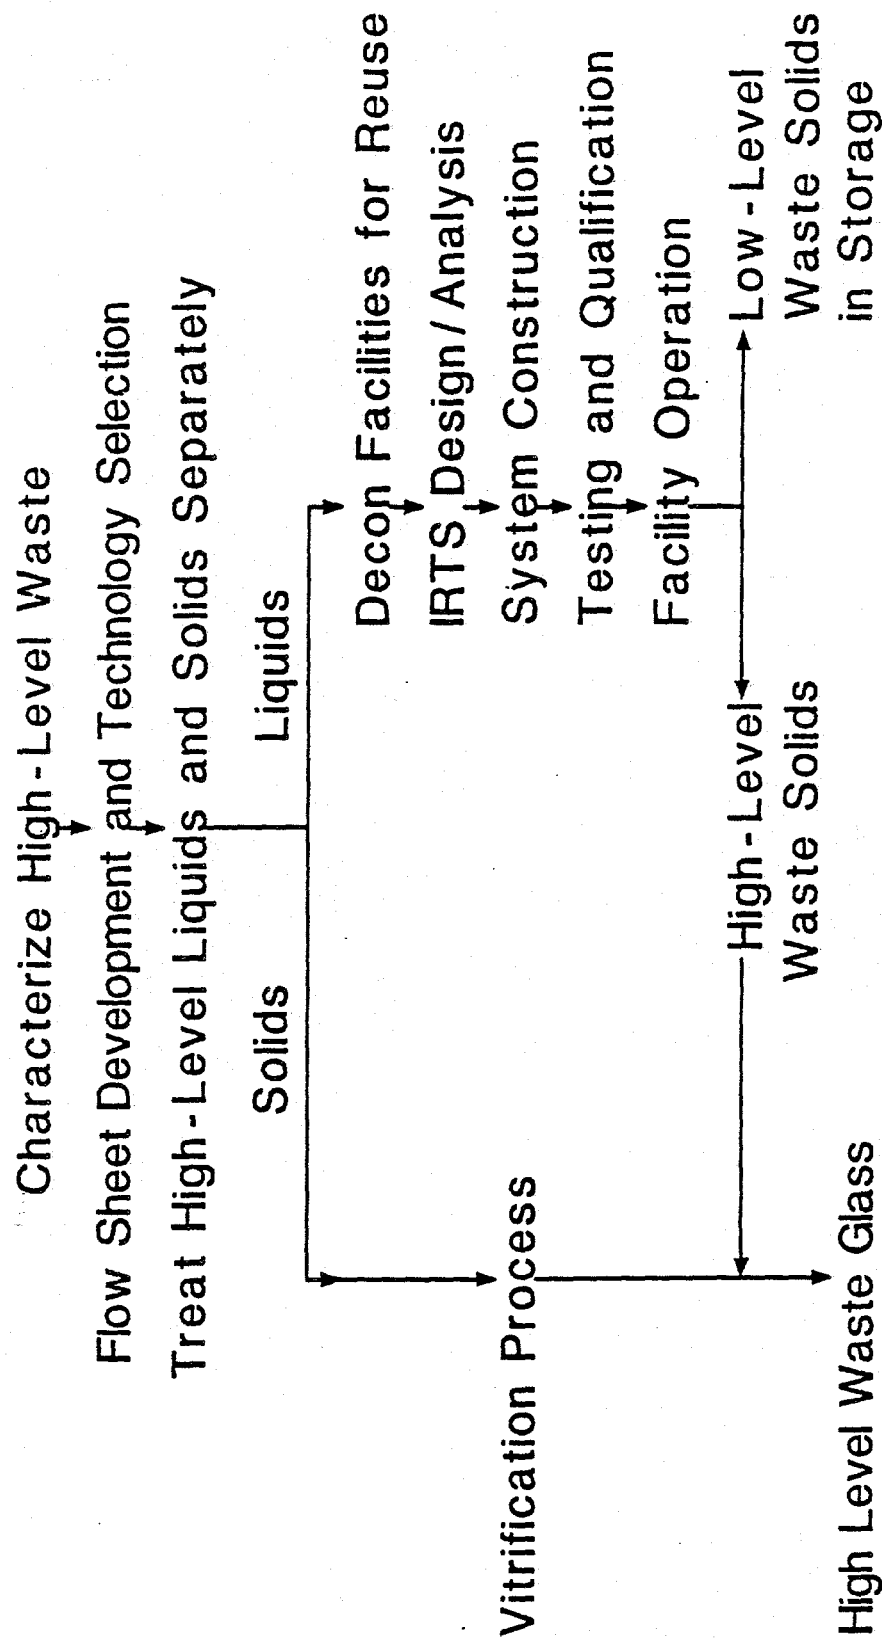 Characterize High-Level Waste
Flow Sheet Development and Technology Selection
Treat High-Level Liquids and Solids Separately
Solids
Liquids
Decon Facilities for Reuse
IRTS Design/Analysis
System Construction
Testing and Qualification
Facility Operation
Vitrification Process
High-Level
Waste Solids
Low-Level
Waste Solids
in Storage
High Level Waste Glass